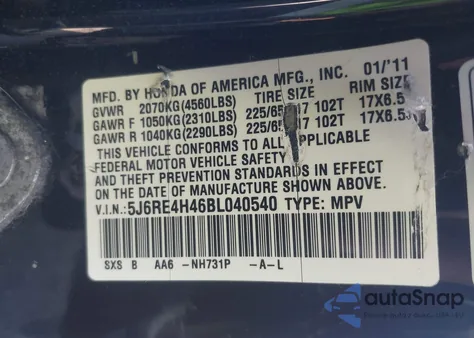 MFD. BY HONDA OF AMERICA MFG., INC. 01/'11
GVWR 2070KG(4560LBS) TIRE SIZE RIM SIZE
GAWR F 1050KG(2310LBS) 225/65 17 102T 17X6.5
GAWR R 1040KG(2290LBS) 225/65 17 102T 17X6.5
THIS VEHICLE CONFORMS TO ALL APPLICABLE
FEDERAL MOTOR VEHICLE SAFETY
AND THEFT PREVENTION STANDARDS IN EFFECT
ON THE DATE OF MANUFACTURE SHOWN ABOVE.
V.I.N.: 5J6RE4H46BL040540 TYPE: MPV
SXS B AA6 -NH731P -A-L
autoSnap